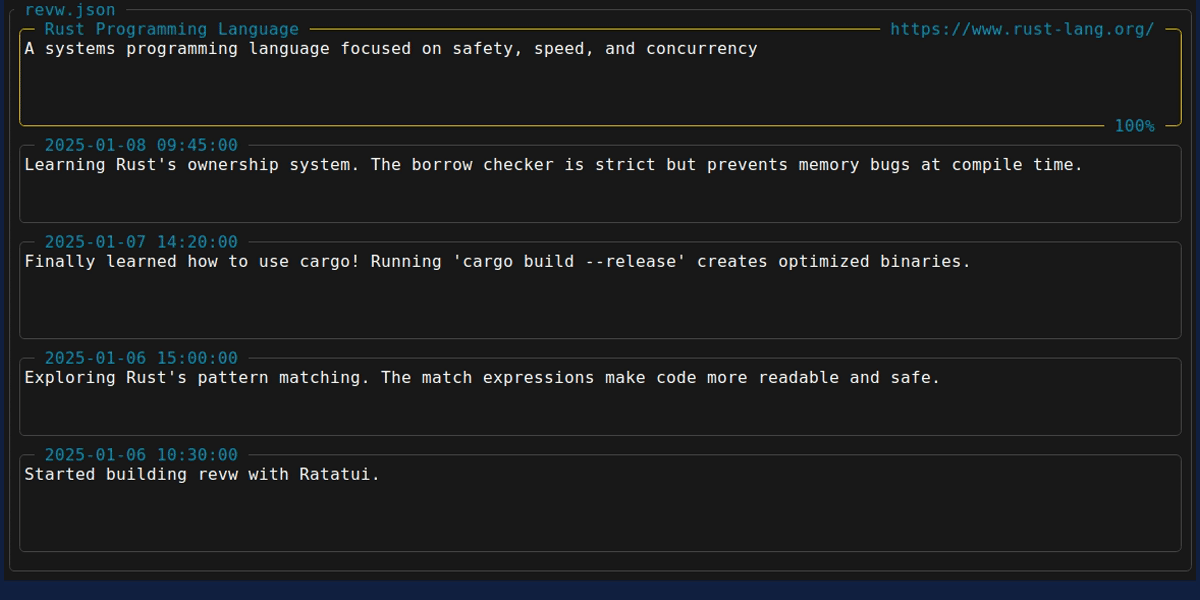 revw.json
Rust Programming Language https://www.rust-lang.org/
A systems programming language focused on safety, speed, and concurrency
100%
2025-01-08 09:45:00
Learning Rust's ownership system. The borrow checker is strict but prevents memory bugs at compile time.
2025-01-07 14:20:00
Finally learned how to use cargo! Running 'cargo build --release' creates optimized binaries.
2025-01-06 15:00:00
Exploring Rust's pattern matching. The match expressions make code more readable and safe.
2025-01-06 10:30:00
Started building revw with Ratatui.